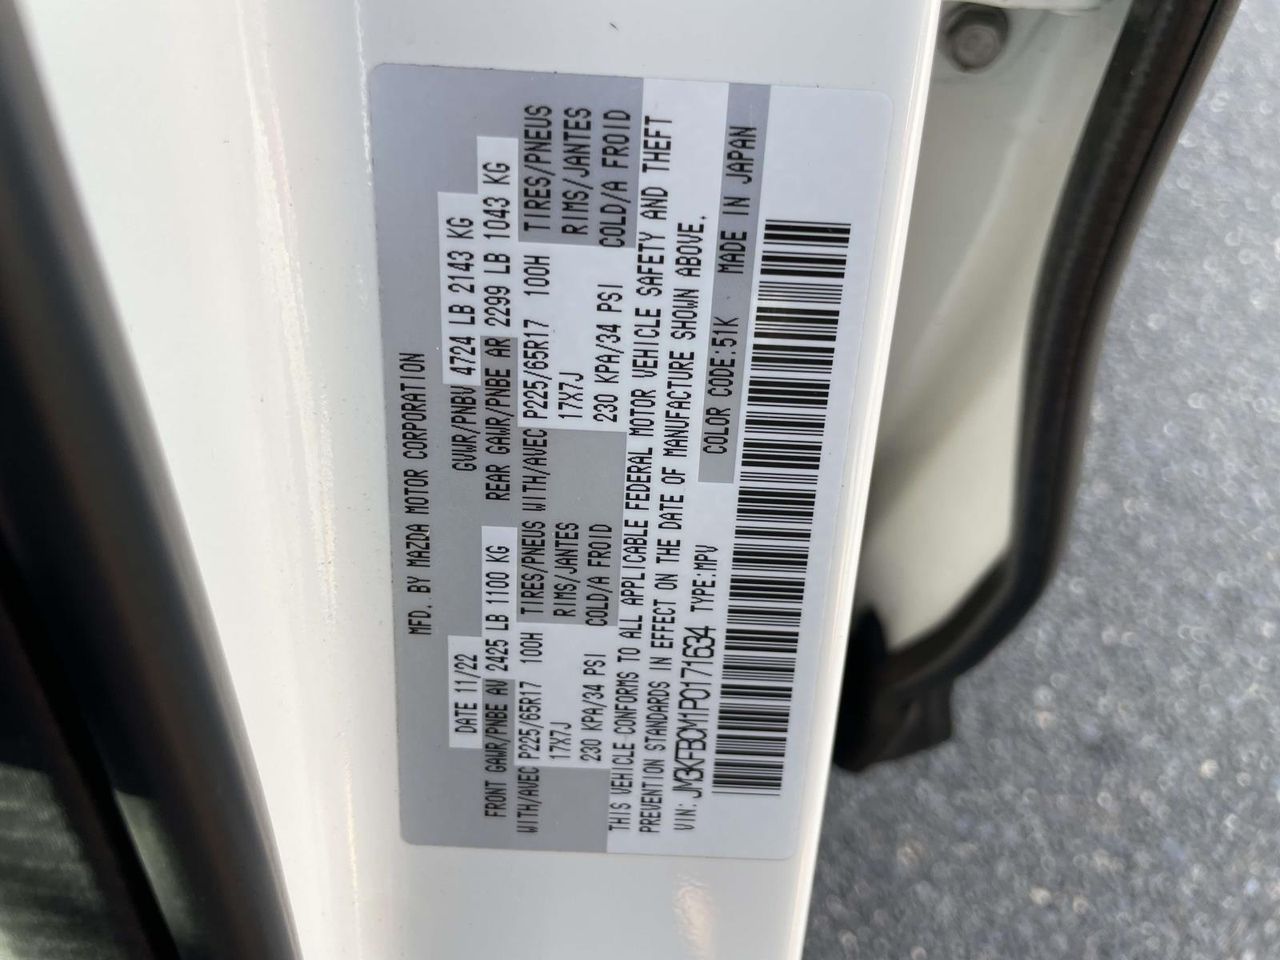 MFD. BY MAZDA MOTOR CORPORATION
DATE 11/22 GVWR/PNBV 4724 LB 2143 KG
FRONT GAWR/PNBE AV 2425 LB 1100 KG REAR GAWR/PNBE AR 2299 LB 1043 KG
WITH/AVEC P225/65R17 100H TIRES/PNEUS WITH/AVEC P225/65R17 100H TIRES/PNEUS
17X7J RIMS/JANTES 17X7J RIMS/JANTES
230 KPA/34 PSI COLD/A FROID 230 KPA/34 PSI COLD/A FROID
THIS VEHICLE CONFORMS TO ALL APPLICABLE FEDERAL MOTOR VEHICLE SAFETY AND THEFT
PREVENTION STANDARDS IN EFFECT ON THE DATE OF MANUFACTURE SHOWN ABOVE.
VIN: JM3KFBCM1P0171634 TYPE:MPV COLOR CODE:51K MADE IN JAPAN